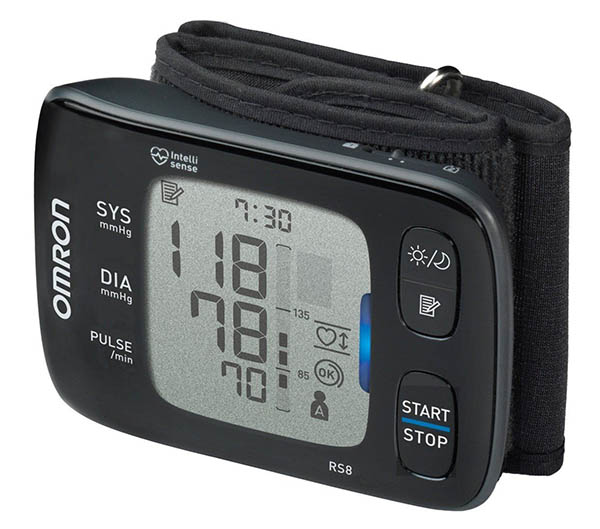 OMRON
Intelli
sense
7:30
SYS
mmHg
118
DIA
mmHg
78
135
PULSE
/min
70
85
OK
A
START
STOP
RS8